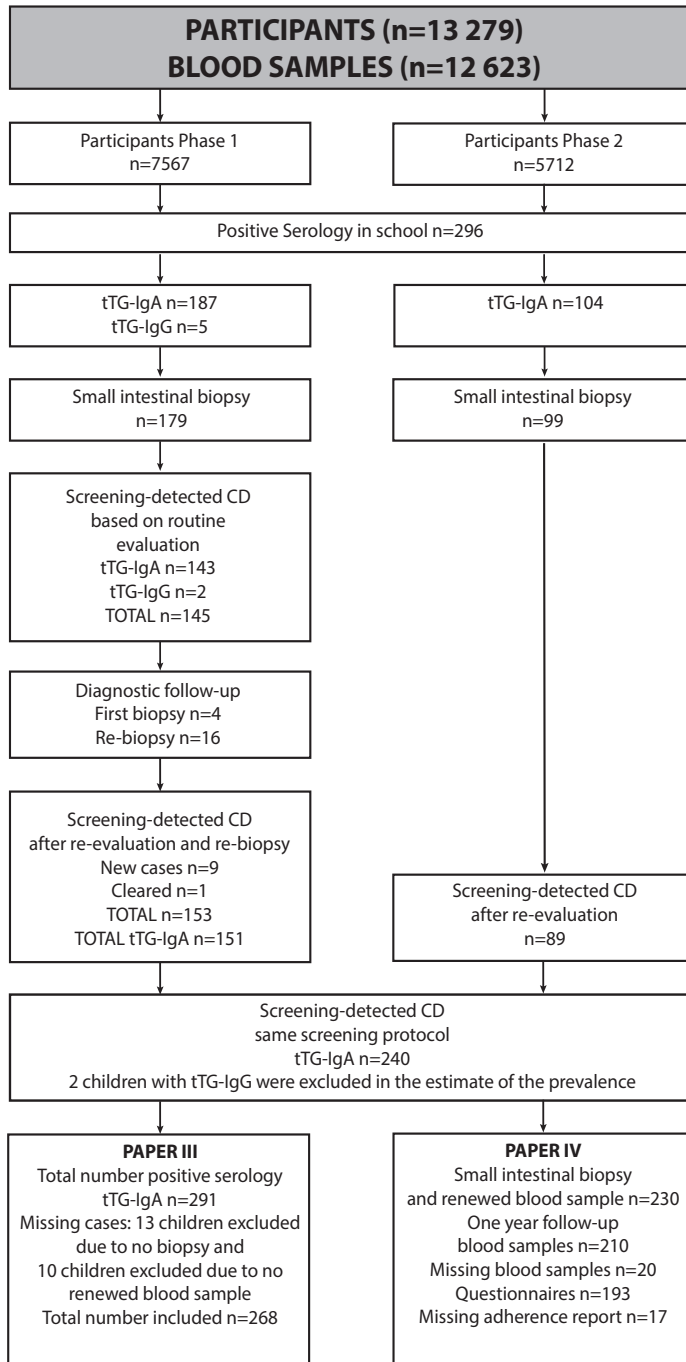 PARTICIPANTS (n=13 279)
BLOOD SAMPLES (n=12 623)
Participants Phase 1
n=7567
Participants Phase 2
n=5712
Positive Serology in school n=296
tTG-IgA n=187
tTG-IgG n=5
tTG-IgA n=104
Small intestinal biopsy
n=179
Small intestinal biopsy
n=99
Screening-detected CD
based on routine
evaluation
tTG-IgA n=143
tTG-IgG n=2
TOTAL n=145
Diagnostic follow-up
First biopsy n=4
Re-biopsy n=16
Screening-detected CD
after re-evaluation and re-biopsy
New cases n=9
Cleared n=1
TOTAL n=153
TOTAL tTG-IgA n=151
Screening-detected CD
after re-evaluation
n=89
Screening-detected CD
same screening protocol
tTG-IgA n=240
2 children with tTG-IgG were excluded in the estimate of the prevalence
PAPER III
Total number positive serology
tTG-IgA n=291
Missing cases: 13 children excluded
due to no biopsy and
10 children excluded due to no
renewed blood sample
Total number included n=268
PAPER IV
Small intestinal biopsy
and renewed blood sample n=230
One year follow-up
blood samples n=210
Missing blood samples n=20
Questionnaires n=193
Missing adherence report n=17